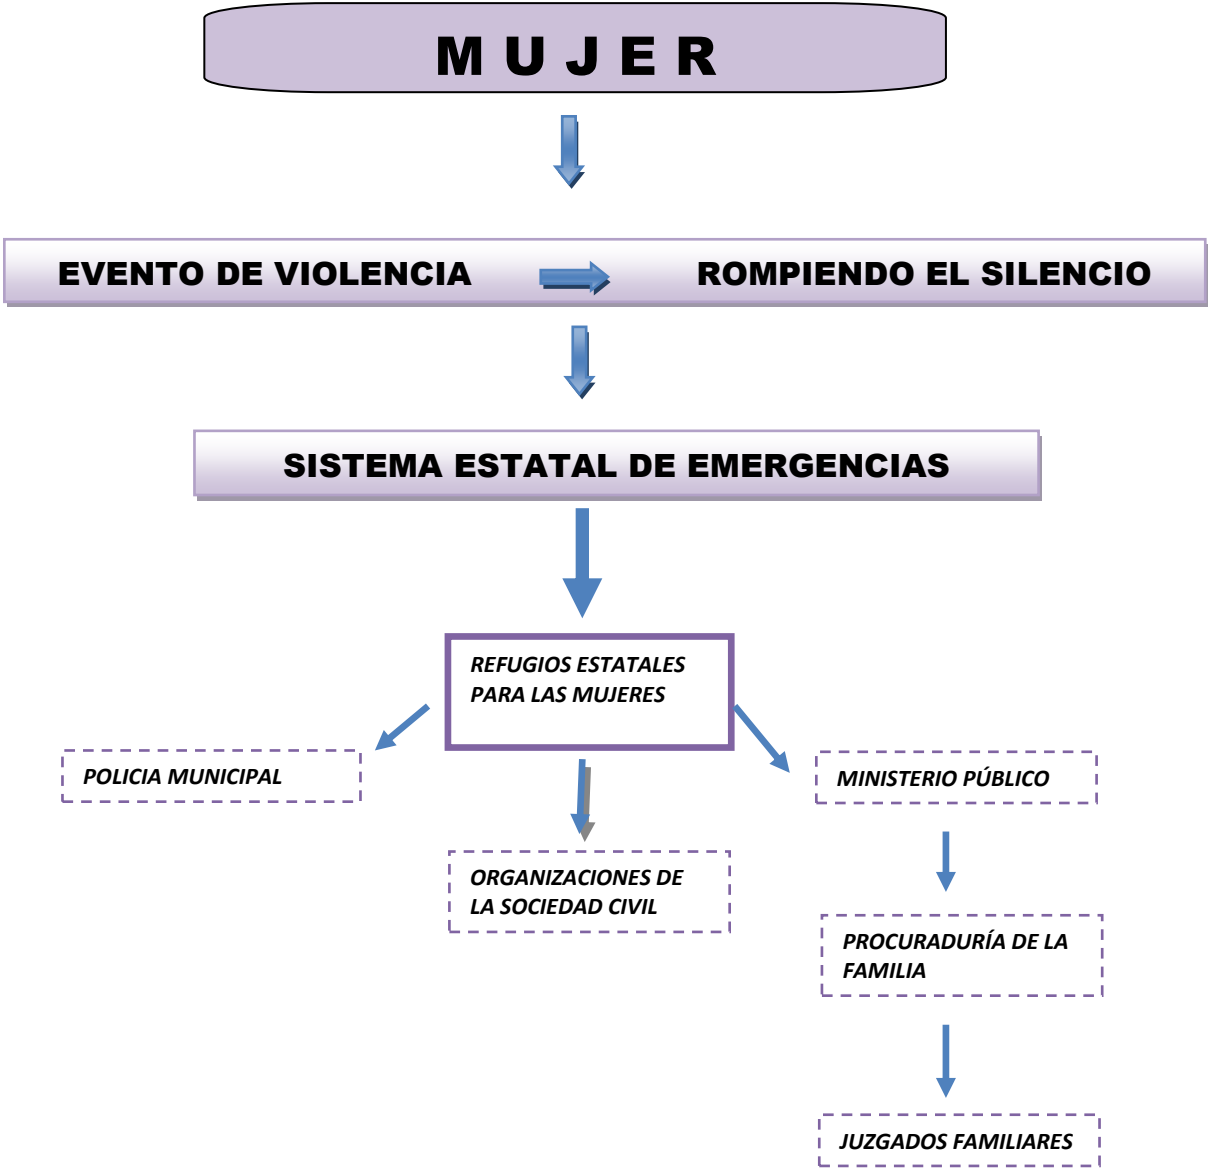 M U J E R
EVENTO DE VIOLENCIA ROMPIENDO EL SILENCIO
SISTEMA ESTATAL DE EMERGENCIAS
REFUGIOS ESTATALES
PARA LAS MUJERES
POLICIA MUNICIPAL
MINISTERIO PÚBLICO
ORGANIZACIONES DE
LA SOCIEDAD CIVIL
PROCURADURÍA DE LA
FAMILIA
JUZGADOS FAMILIARES